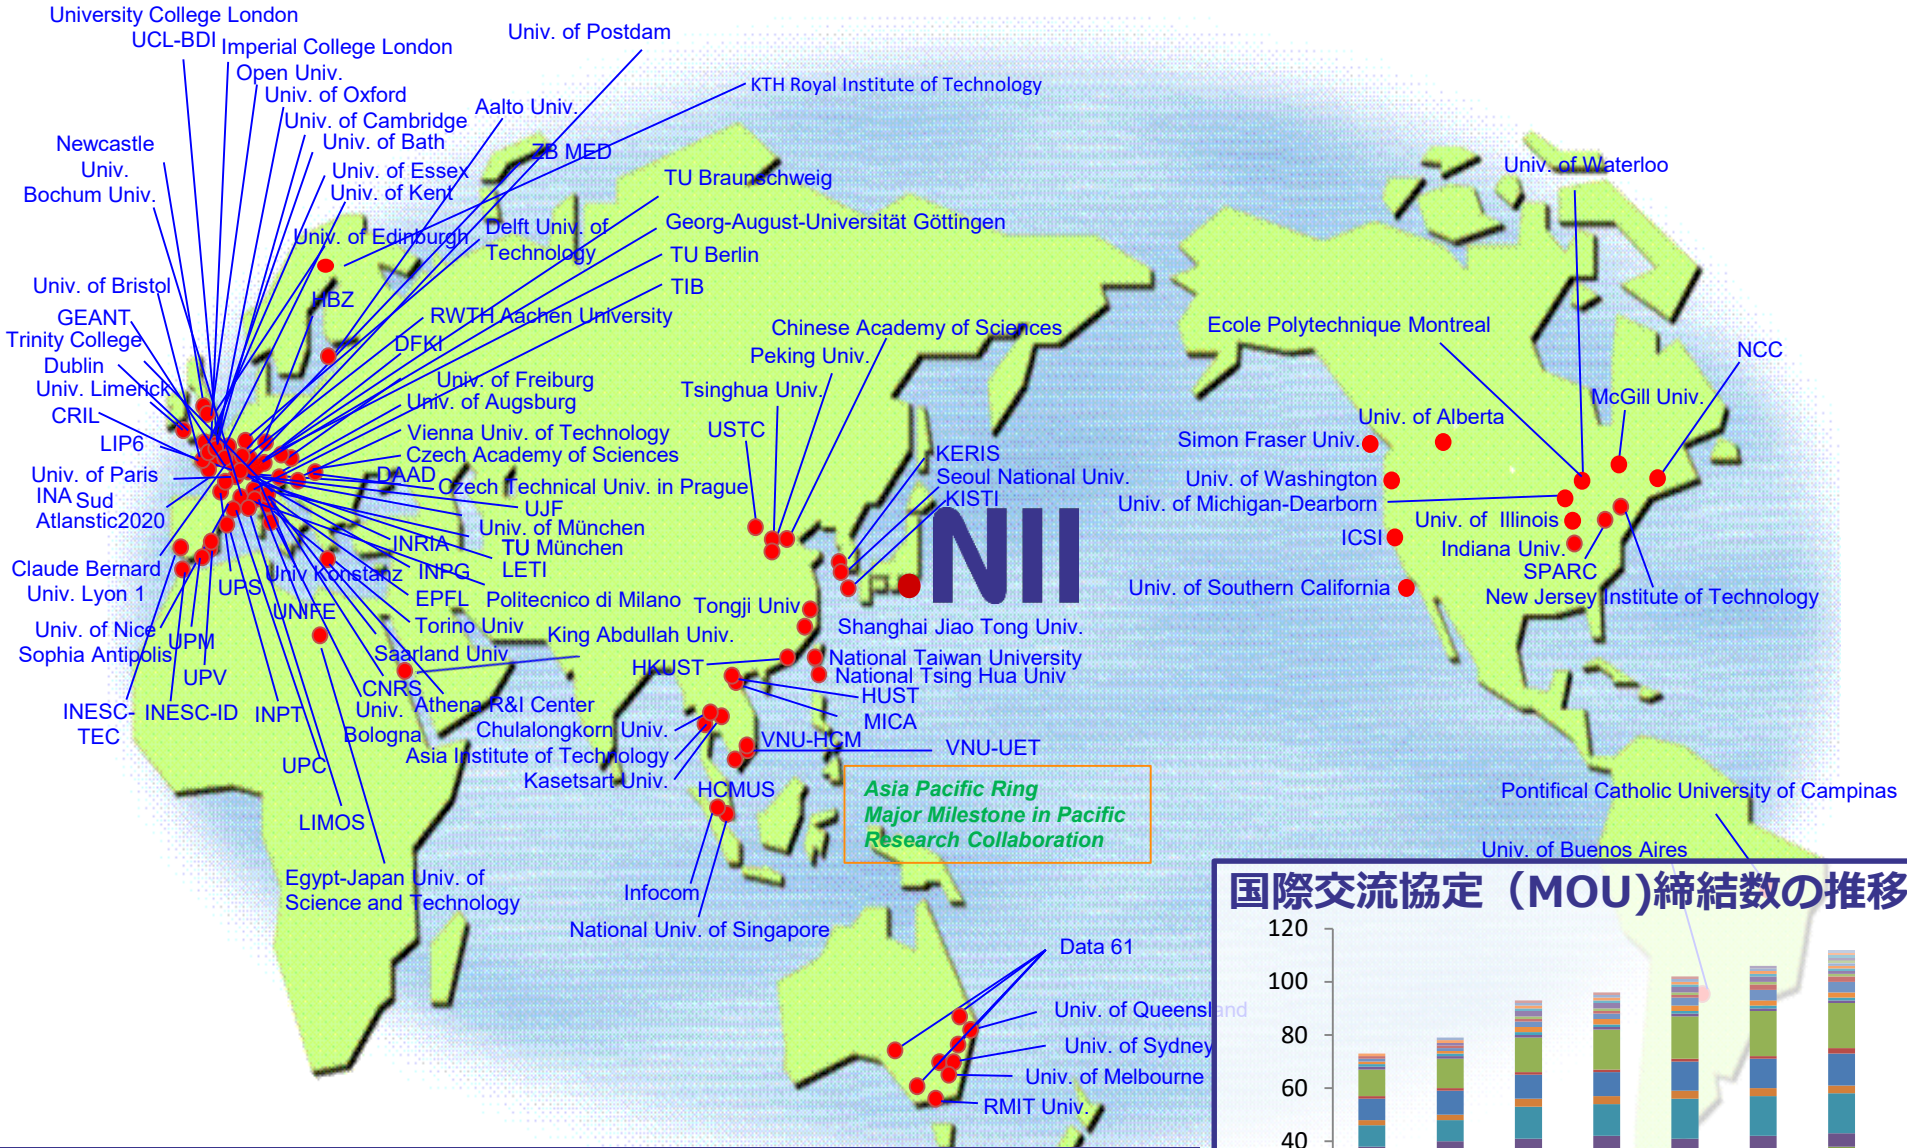 University College London
UCL-BDI
Imperial College London
Open Univ.
Univ. of Oxford
Univ. of Cambridge
Univ. of Bath
Univ. of Essex
Univ. of Kent
Univ. of Edinburgh
Univ. of Postdam
KTH Royal Institute of Technology
Aalto Univ.
ZB MED
Newcastle
Univ.
Bochum Univ.
TU Braunschweig
Georg-August-Universität Göttingen
Delft Univ. of
Technology
TU Berlin
TIB
Univ. of Bristol
HBZ
GEANT
RWTH Aachen University
Trinity College
Dublin
DFKI
Univ. Limerick
Univ. of Freiburg
CRIL
Univ. of Augsburg
LIP6
Vienna Univ. of Technology
Czech Academy of Sciences
Univ. of Paris
Sud
DAAD
Czech Technical Univ. in Prague
INA
Atlanstic2020
UJF
Univ. of München
INRIA
TU München
Claude Bernard
Univ. Lyon 1
UPS
Univ Konstanz
INPG
LETI
EPFL
Politecnico di Milano
UNIFE
Torino Univ
Univ. of Nice
Sophia Antipolis
UPM
King Abdullah Univ.
Saarland Univ
UPV
CNRS
Athena R&I Center
INESC-
TEC
INESC-ID
INPT
Univ.
Bologna
UPC
LIMOS
Egypt-Japan Univ. of
Science and Technology
Chinese Academy of Sciences
Peking Univ.
Tsinghua Univ.
USTC
KERIS
Seoul National Univ.
KISTI
NII
Tongji Univ
Shanghai Jiao Tong Univ.
HKUST
National Taiwan University
National Tsing Hua Univ
HUST
MICA
Chulalongkorn Univ.
Asia Institute of Technology
Kasetsart Univ.
VNU-HCM
VNU-UET
HCMUS
Asia Pacific Ring
Major Milestone in Pacific
Research Collaboration
Infocom
National Univ. of Singapore
Data 61
Univ. of Queensland
Univ. of Sydney
Univ. of Melbourne
RMIT Univ.
Univ. of Waterloo
Ecole Polytechnique Montreal
NCC
McGill Univ.
Univ. of Alberta
Simon Fraser Univ.
Univ. of Washington
Univ. of Michigan-Dearborn
Univ. of Illinois
ICSI
Indiana Univ.
SPARC
Univ. of Southern California
New Jersey Institute of Technology
Pontifical Catholic University of Campinas
Univ. of Buenos Aires
国際交流協定（MOU)締結数の推移
120
100
80
60
40